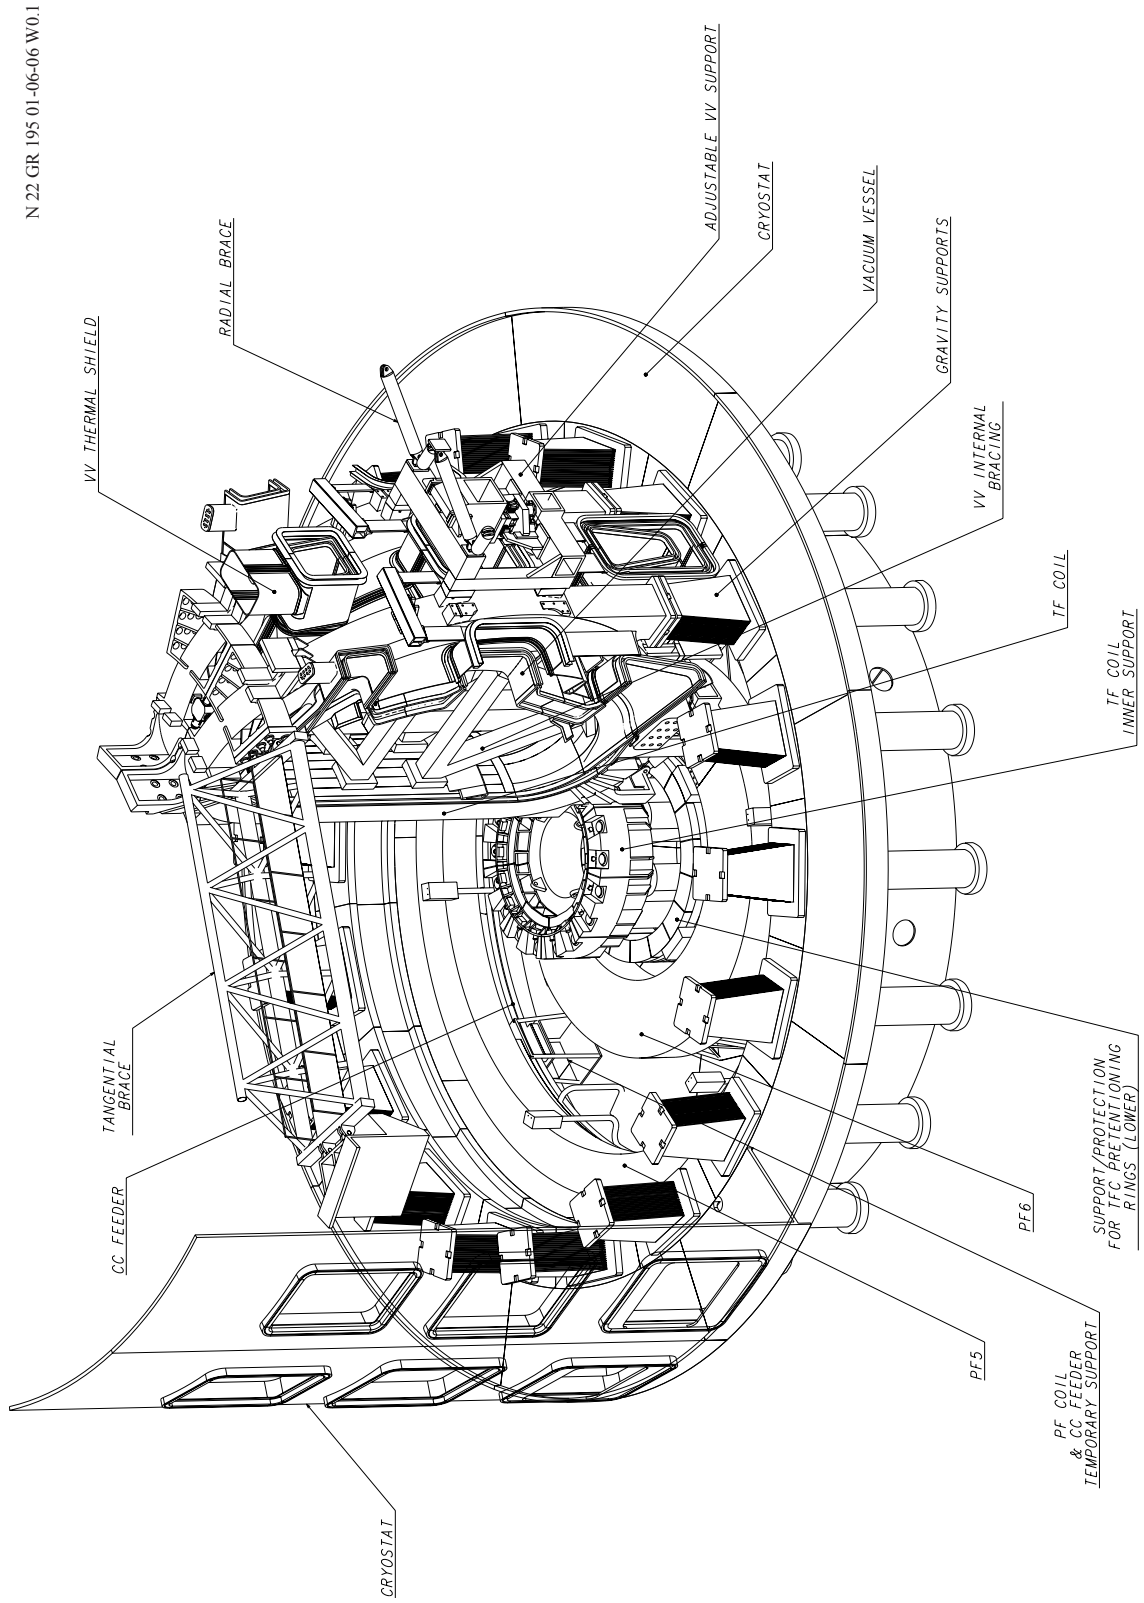 N 22 GR 195 01-06-06 W0.1
CRYOSTAT
CC FEEDER
TANGENTIAL
BRACE
VV THERMAL SHIELD
RADIAL BRACE
ADJUSTABLE VV SUPPORT
CRYOSTAT
VACUUM VESSEL
GRAVITY SUPPORTS
VV INTERNAL
BRACING
TF COIL
TF COIL
INNER SUPPORT
SUPPORT/PROTECTION
FOR TFC PRETENTIONING
RINGS (LOWER)
PF6
PF5
PF COIL
& CC FEEDER
TEMPORARY SUPPORT